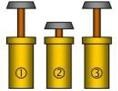 ① ② ③